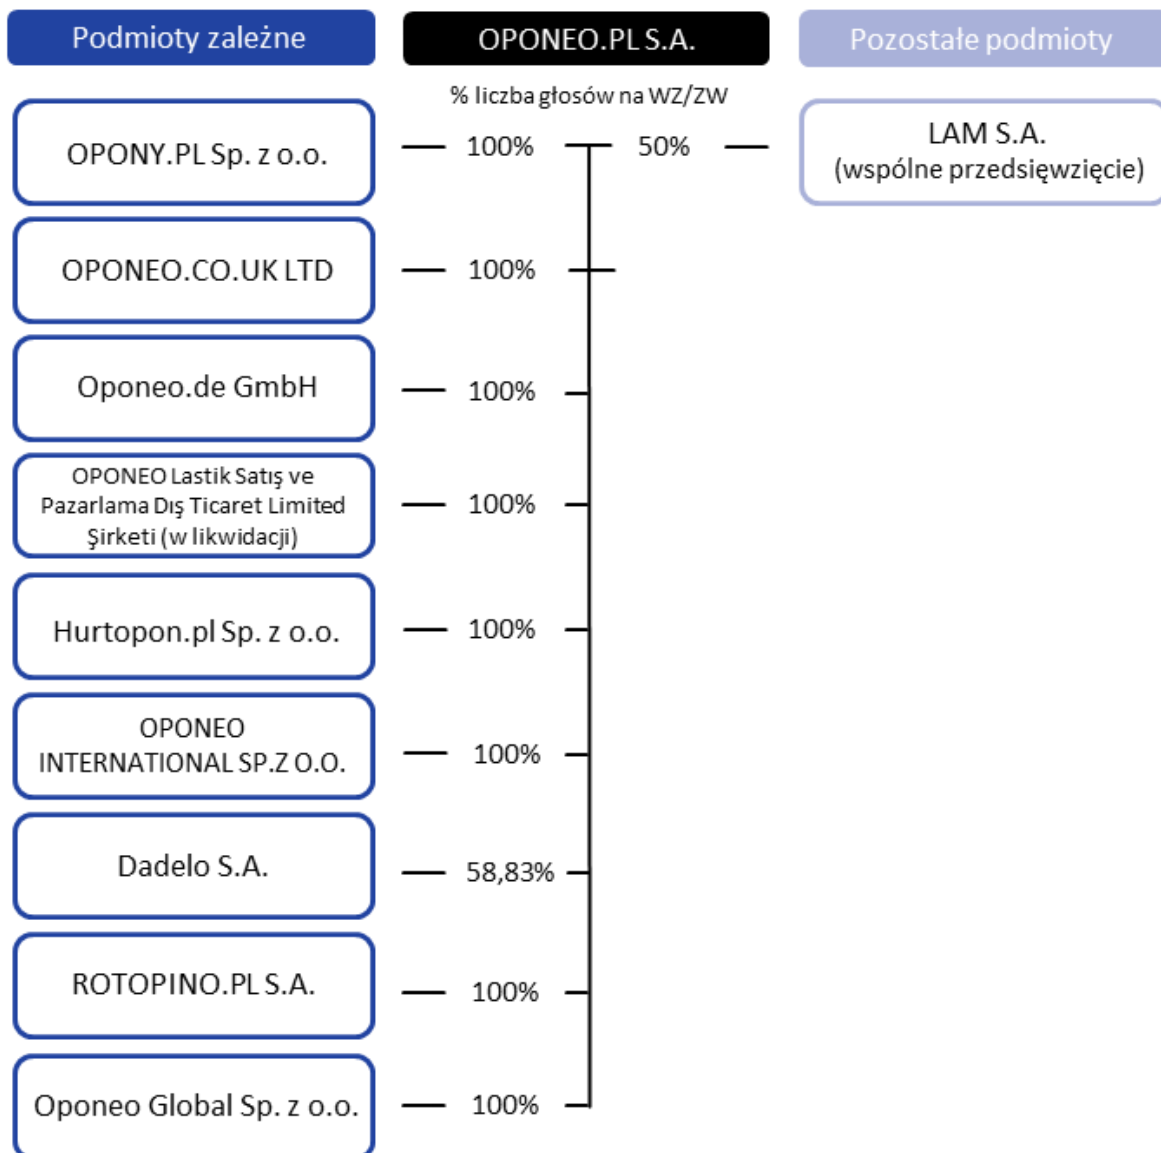 Podmioty zależne
OPONEO.PL S.A.
Pozostałe podmioty
% liczba głosów na WZ/ZW
OPONY.PL Sp. z o.o.
100%
50%
LAM S.A.
(wspólne przedsięwzięcie)
OPONEO.CO.UK LTD
100%
Oponeo.de GmbH
100%
OPONEO Lastik Satış ve
Pazarlama Dış Ticaret Limited
Şirketi (w likwidacji)
100%
Hurtopon.pl Sp. z o.o.
100%
OPONEO
INTERNATIONAL SP.Z O.O.
100%
Dadelo S.A.
58,83%
ROTOPINO.PL S.A.
100%
Oponeo Global Sp. z o.o.
100%